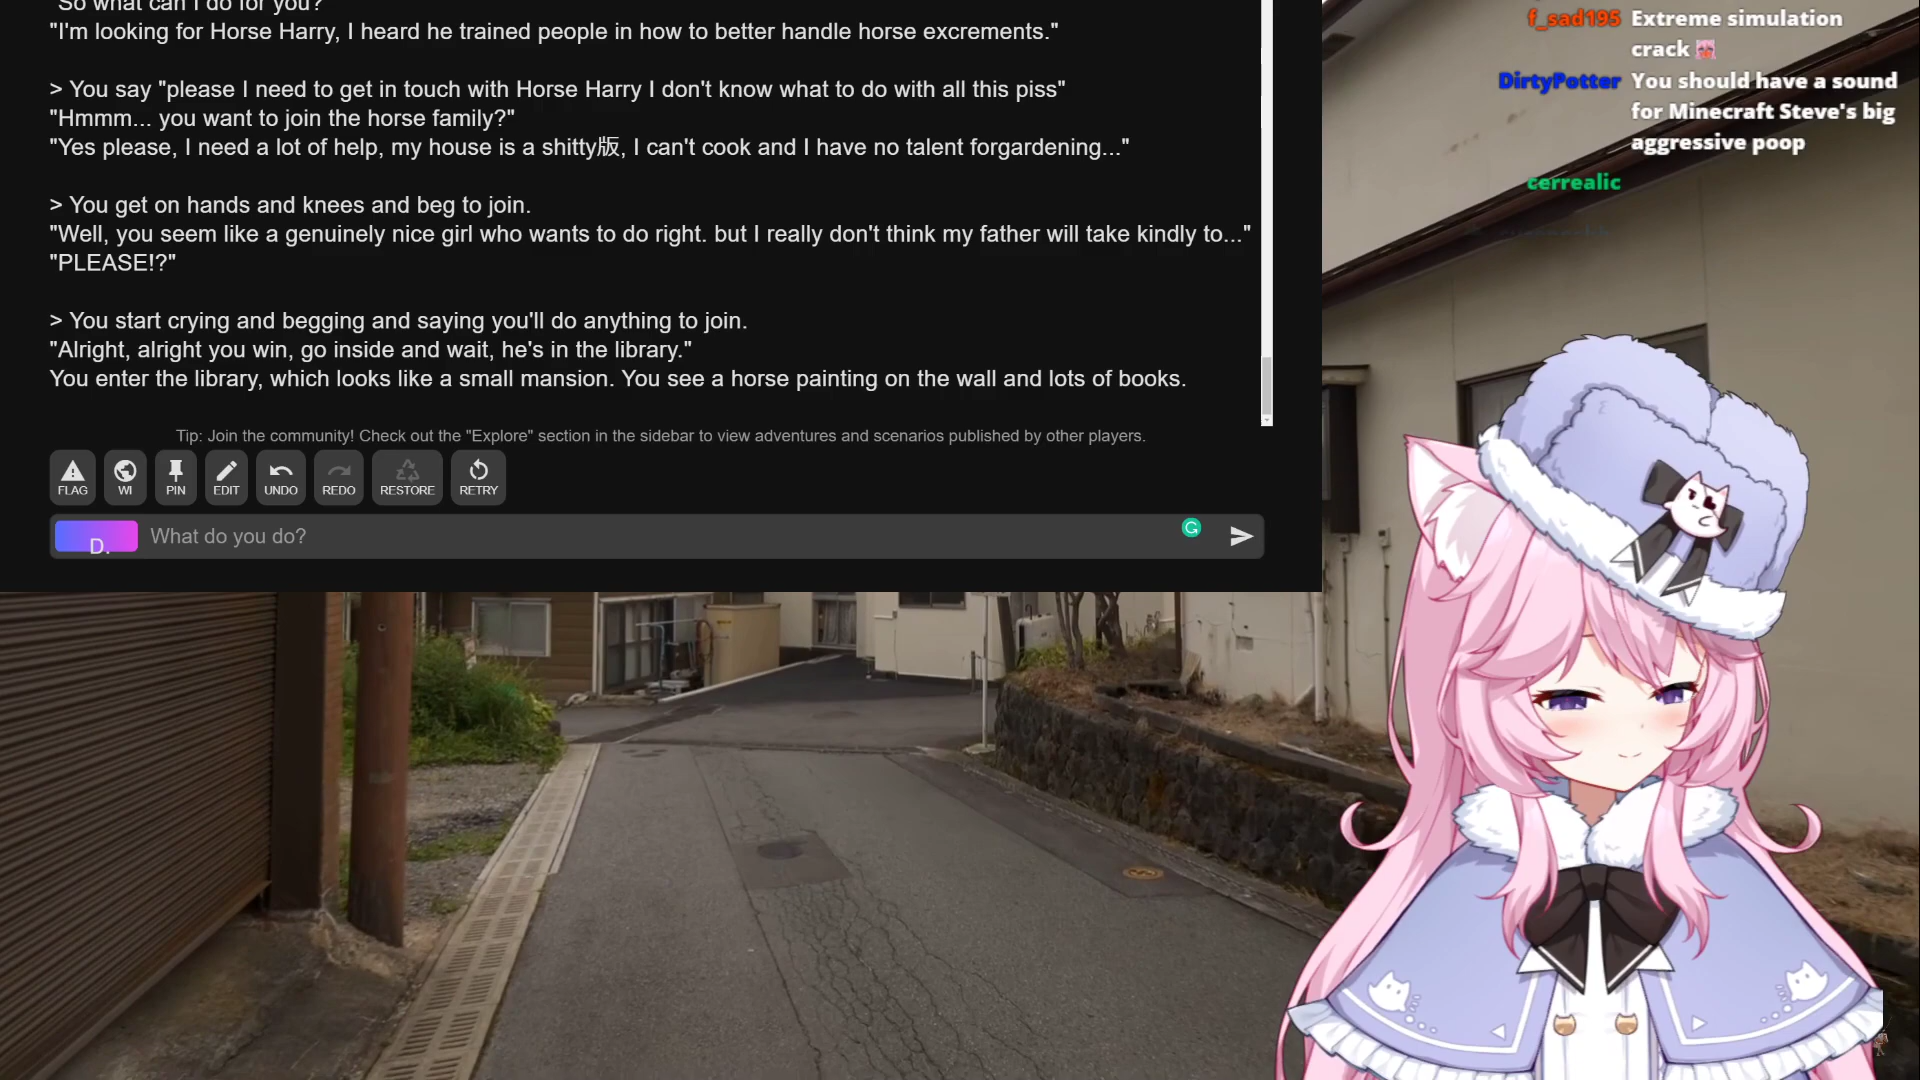 "So what can I do for you?"
"I'm looking for Horse Harry, I heard he trained people in how to better handle horse excrements."
> You say "please I need to get in touch with Horse Harry I don't know what to do with all this piss"
"Hmmm... you want to join the horse family?"
"Yes please, I need a lot of help, my house is a shitty版, I can't cook and I have no talent forgardening..."
> You get on hands and knees and beg to join.
"Well, you seem like a genuinely nice girl who wants to do right. but I really don't think my father will take kindly to..."
"PLEASE!?"
> You start crying and begging and saying you'll do anything to join.
"Alright, alright you win, go inside and wait, he's in the library."
You enter the library, which looks like a small mansion. You see a horse painting on the wall and lots of books.
Tip: Join the community! Check out the "Explore" section in the sidebar to view adventures and scenarios published by other players.
FLAG WI PIN EDIT UNDO REDO RESTORE RETRY
D. What do you do?
f_sad195 Extreme simulation
crack
DirtyPotter You should have a sound
for Minecraft Steve's big
aggressive poop
cerrealic